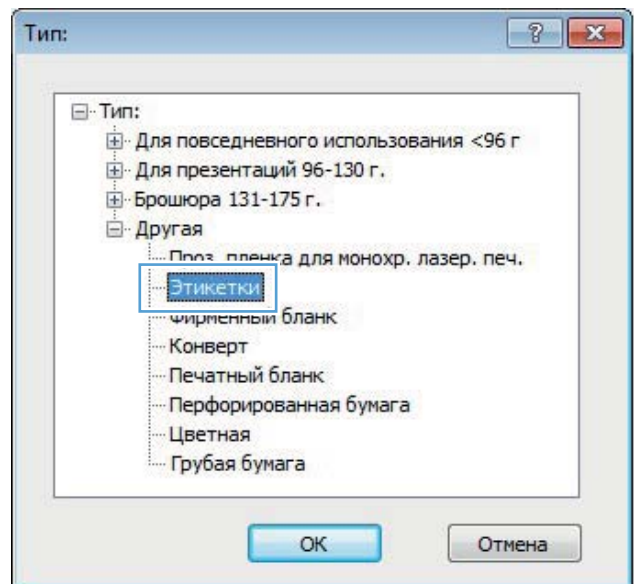 Тип:
Тип:
Для повседневного использования <96 г
Для презентаций 96-130 г.
Брошюра 131-175 г.
Другая
Проз. пленка для монохр. лазер. печ.
Этикетки
Фирменный бланк
Конверт
Печатный бланк
Перфорированная бумага
Цветная
Грубая бумага
OK
Отмена